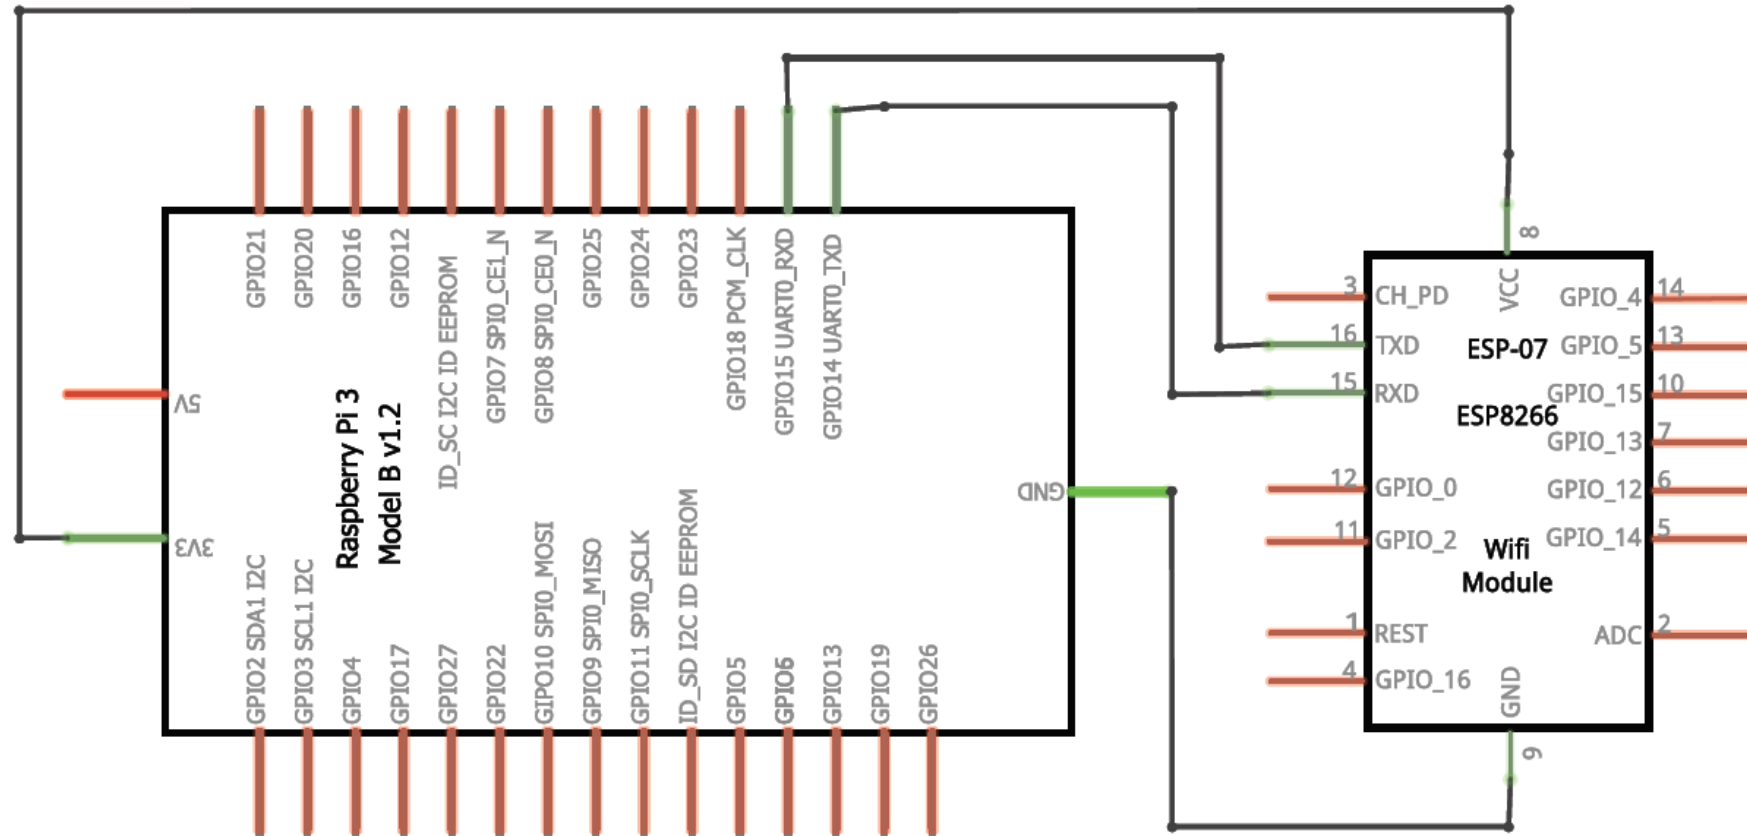 GPIO21
GPIO20
GPIO16
GPIO12
ID_SC I2C ID EEPROM
GPIO7 SPI0_CE1_N
GPIO8 SPI0_CE0_N
GPIO25
GPIO24
GPIO23
GPIO18 PCM_CLK
GPIO15 UART0_RXD
GPIO14 UART0_TXD
5V
3V3
Raspberry Pi 3
Model B v1.2
GND
GPIO2 SDA1 I2C
GPIO3 SCL1 I2C
GPIO4
GPIO17
GPIO27
GPIO22
GIPO10 SPI0_MOSI
GPIO9 SPI0_MISO
GPIO11 SPI0_SCLK
ID_SD I2C ID EEPROM
GPIO5
GPIO6
GPIO13
GPIO19
GPIO26
8
VCC
3 CH_PD
16 TXD
15 RXD
12 GPIO_0
11 GPIO_2
1 REST
4 GPIO_16
ESP-07
ESP8266
Wifi
Module
GPIO_4 14
GPIO_5 13
GPIO_15 10
GPIO_13 7
GPIO_12 6
GPIO_14 5
ADC 2
GND
9